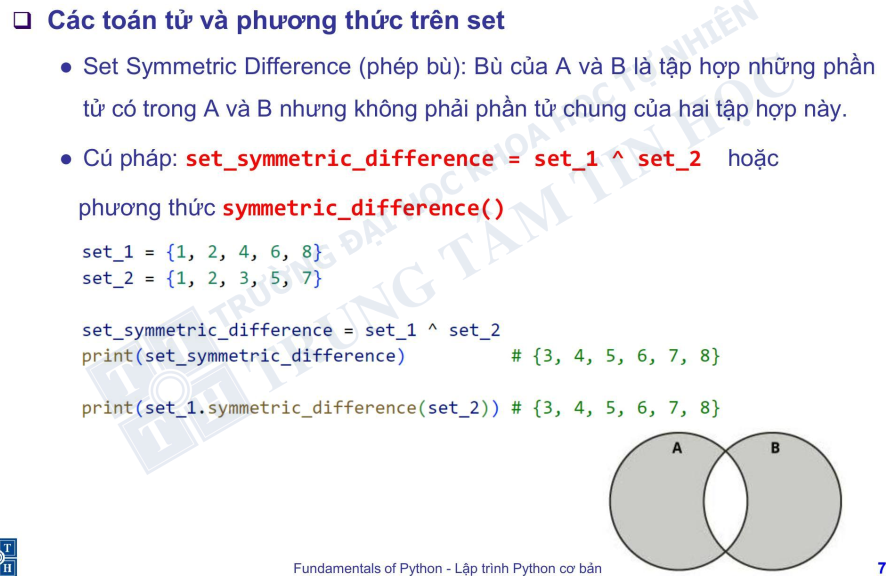 ❑ Các toán tử và phương thức trên set
● Set Symmetric Difference (phép bù): Bù của A và B là tập hợp những phần
tử có trong A và B nhưng không phải phần tử chung của hai tập hợp này.
● Cú pháp: set_symmetric_difference = set_1 ^ set_2 hoặc
phương thức symmetric_difference()
set_1 = {1, 2, 4, 6, 8}
set_2 = {1, 2, 3, 5, 7}
set_symmetric_difference = set_1 ^ set_2
print(set_symmetric_difference) # {3, 4, 5, 6, 7, 8}
print(set_1.symmetric_difference(set_2)) # {3, 4, 5, 6, 7, 8}
A B
TRƯỜNG ĐẠI HỌC KHOA HỌC TỰ NHIÊN
TRUNG TÂM TIN HỌC
T T H
T
H
Fundamentals of Python - Lập trình Python cơ bản
7